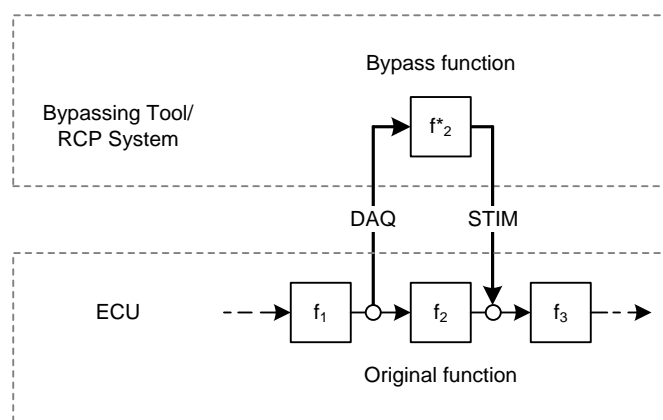 Bypass function
Bypassing Tool/
RCP System
f*₂
DAQ
STIM
ECU
f₁
f₂
f₃
Original function